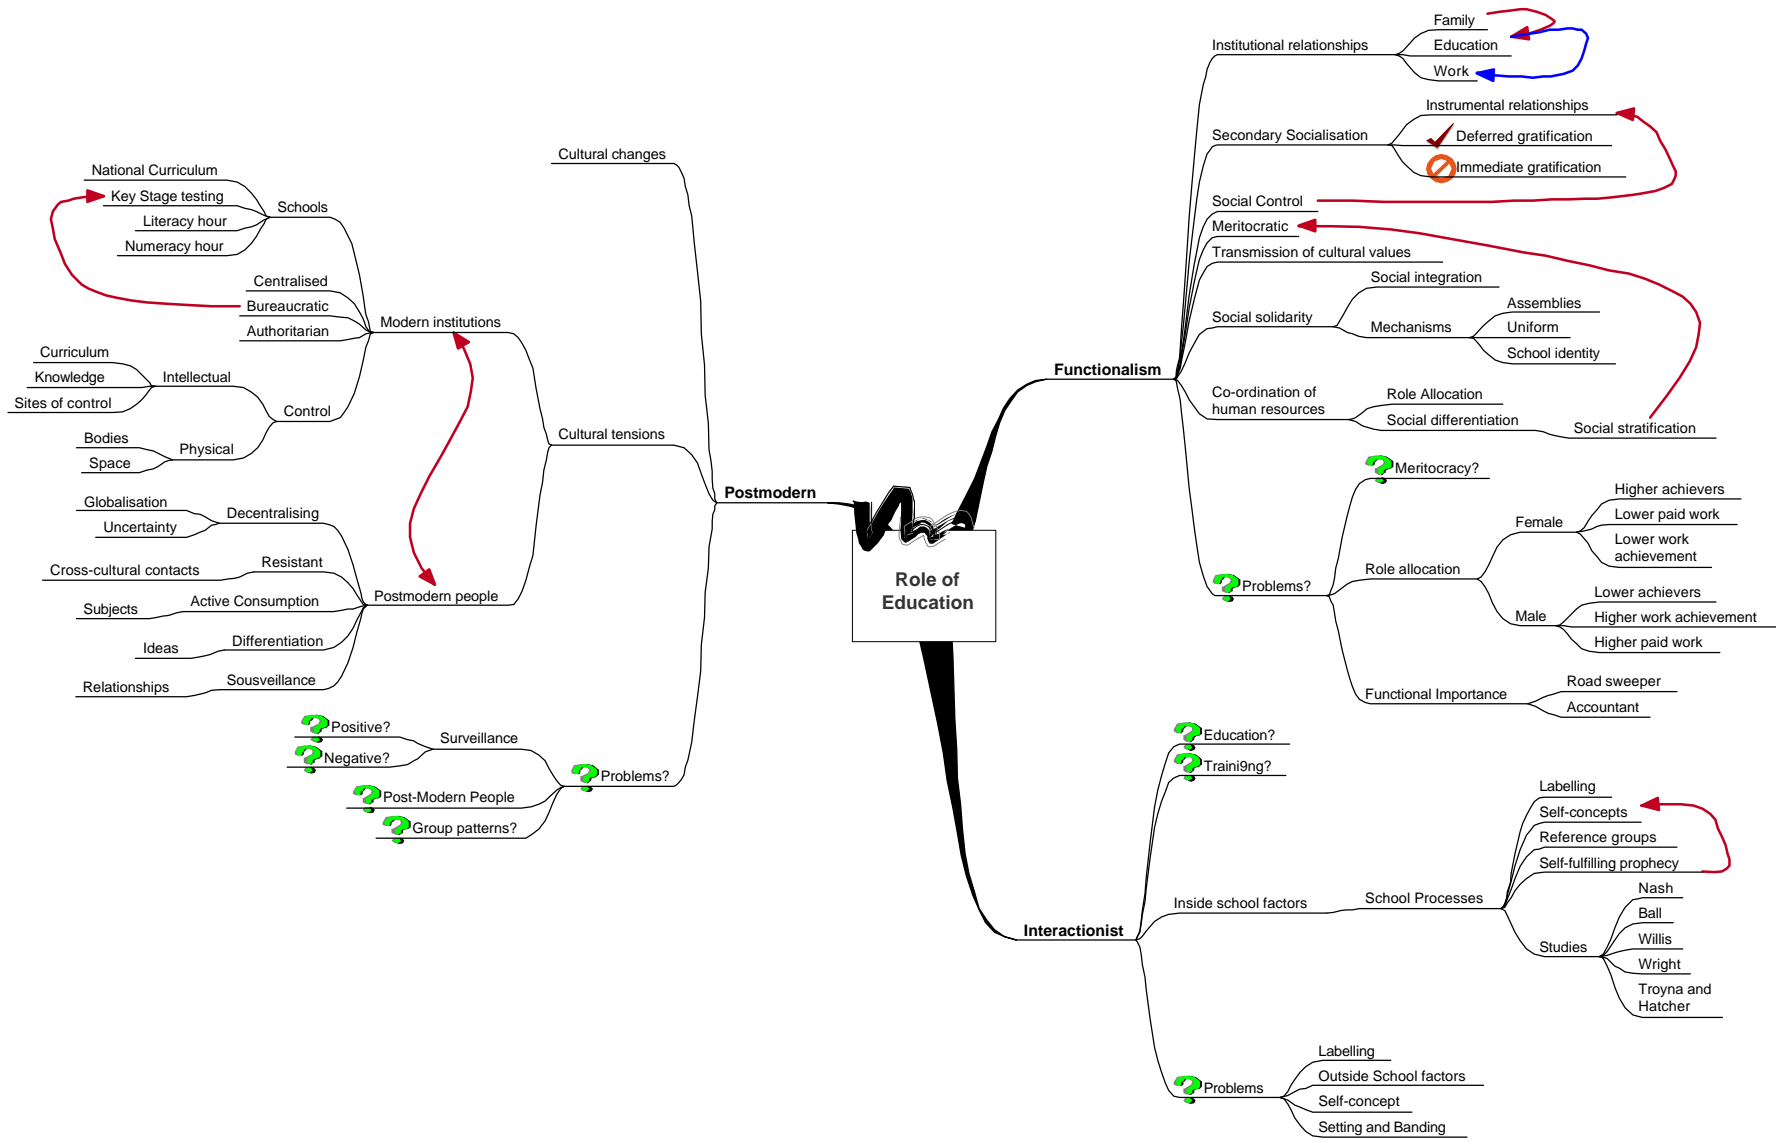 Role of
Education
Functionalism
Institutional relationships
Family
Education
Work
Secondary Socialisation
Instrumental relationships
Deferred gratification
Immediate gratification
Social Control
Meritocratic
Transmission of cultural values
Social solidarity
Social integration
Mechanisms
Assemblies
Uniform
School identity
Co-ordination of
human resources
Role Allocation
Social differentiation
Social stratification
Problems?
Meritocracy?
Role allocation
Female
Higher achievers
Lower paid work
Lower work
achievement
Male
Lower achievers
Higher work achievement
Higher paid work
Functional Importance
Road sweeper
Accountant
Interactionist
Education?
Traini9ng?
Inside school factors
School Processes
Labelling
Self-concepts
Reference groups
Self-fulfilling prophecy
Studies
Nash
Ball
Willis
Wright
Troyna and
Hatcher
Problems
Labelling
Outside School factors
Self-concept
Setting and Banding
Postmodern
Cultural changes
Cultural tensions
Modern institutions
Schools
National Curriculum
Key Stage testing
Literacy hour
Numeracy hour
Centralised
Bureaucratic
Authoritarian
Control
Intellectual
Curriculum
Knowledge
Sites of control
Physical
Bodies
Space
Postmodern people
Decentralising
Globalisation
Uncertainty
Resistant
Cross-cultural contacts
Active Consumption
Subjects
Differentiation
Ideas
Sousveillance
Relationships
Problems?
Surveillance
Positive?
Negative?
Post-Modern People
Group patterns?